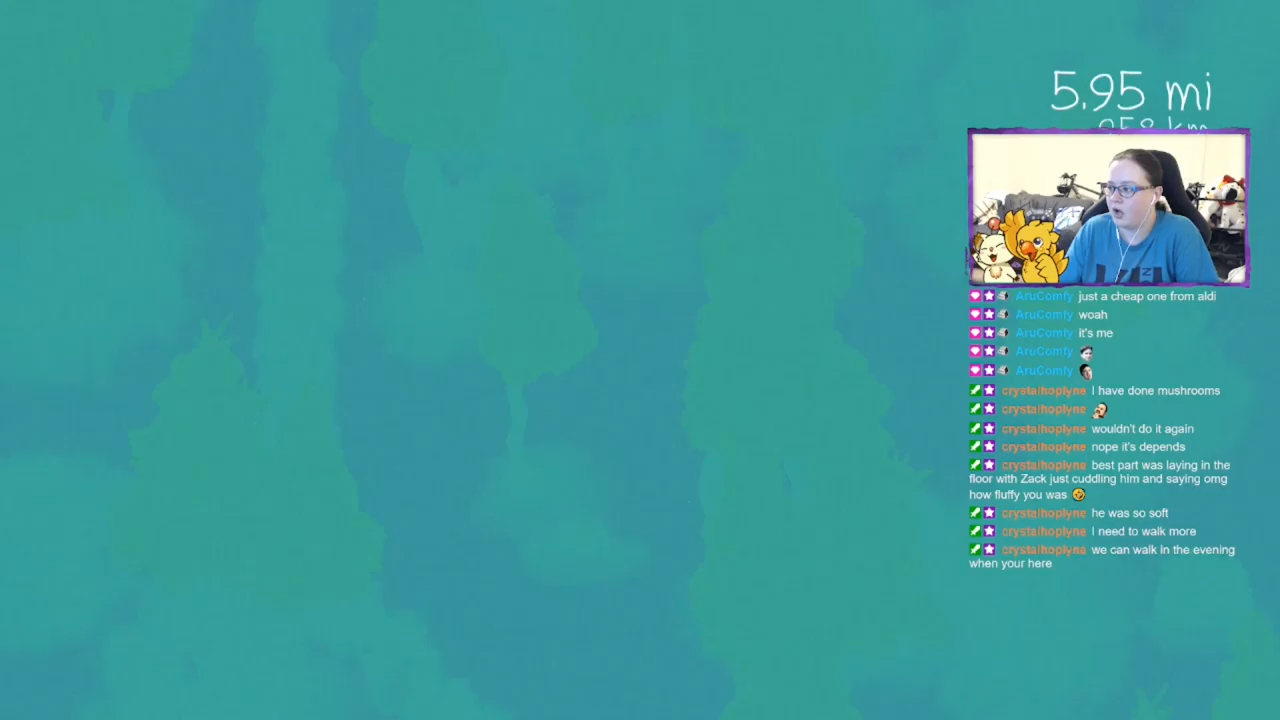 5.95 mi
AruComfy just a cheap one from aldi
AruComfy woah
AruComfy it's me
AruComfy
AruComfy
crystalhoplyne I have done mushrooms
crystalhoplyne
crystalhoplyne wouldn't do it again
crystalhoplyne nope it's depends
crystalhoplyne best part was laying in the
floor with Zack just cuddling him and saying omg
how fluffy you was
crystalhoplyne he was so soft
crystalhoplyne I need to walk more
crystalhoplyne we can walk in the evening
when your here